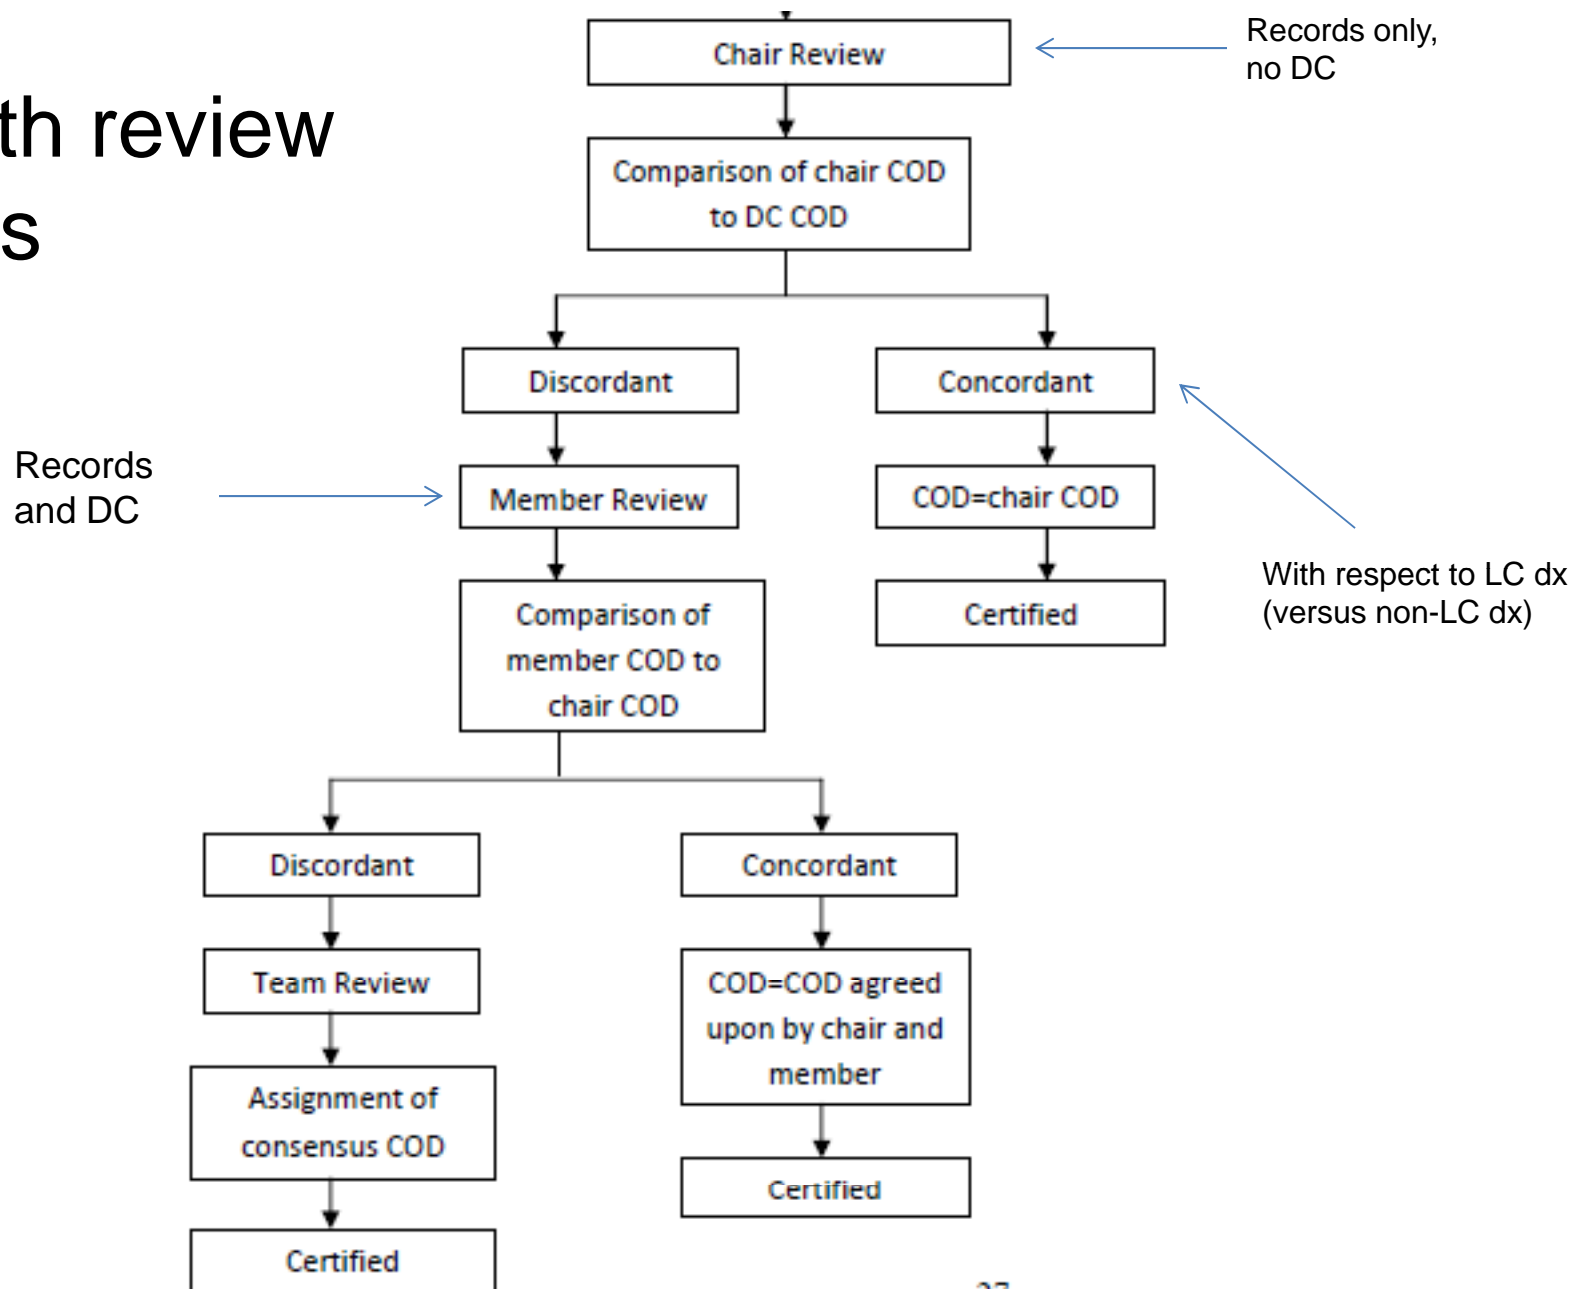 Chair Review
Records only,
no DC
th review
s
Comparison of chair COD
to DC COD
Discordant
Concordant
Records
and DC
Member Review
COD=chair COD
With respect to LC dx
(versus non-LC dx)
Comparison of
member COD to
chair COD
Certified
Discordant
Concordant
Team Review
COD=COD agreed
upon by chair and
member
Assignment of
consensus COD
Certified
Certified